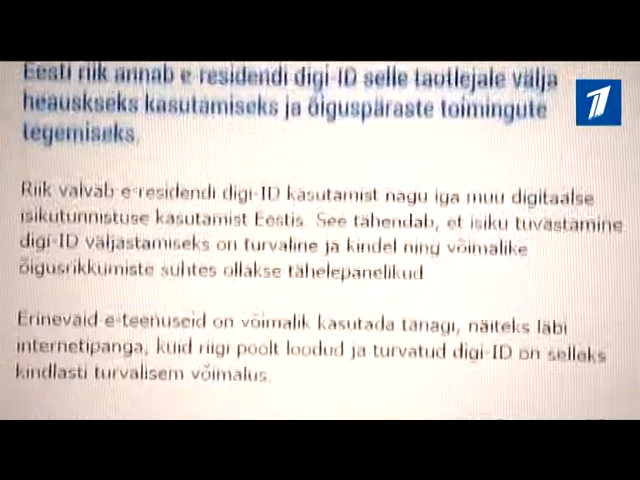 Eesti riik annab e-residendi digi-ID selle taotlejale välja
heauskseks kasutamiseks ja õiguspäraste toimingute
tegemiseks.
Riik valvab e-residendi digi-ID kasutamist nagu iga muu digitaalse
isikutunnistuse kasutamist Eestis. See tähendab, et isiku tuvastamine
digi-ID väljastamiseks on turvaline ja kindel ning võimalike
õigusrikkumiste suhtes ollakse tähelepanelikud
Erinevaid e-teenuseid on võimalik kasutada tänagi, näiteks läbi
internetipanga, kuid riigi poolt loodud ja turvatud digi-ID on selleks
kindlasti turvalisem võimalus.
1